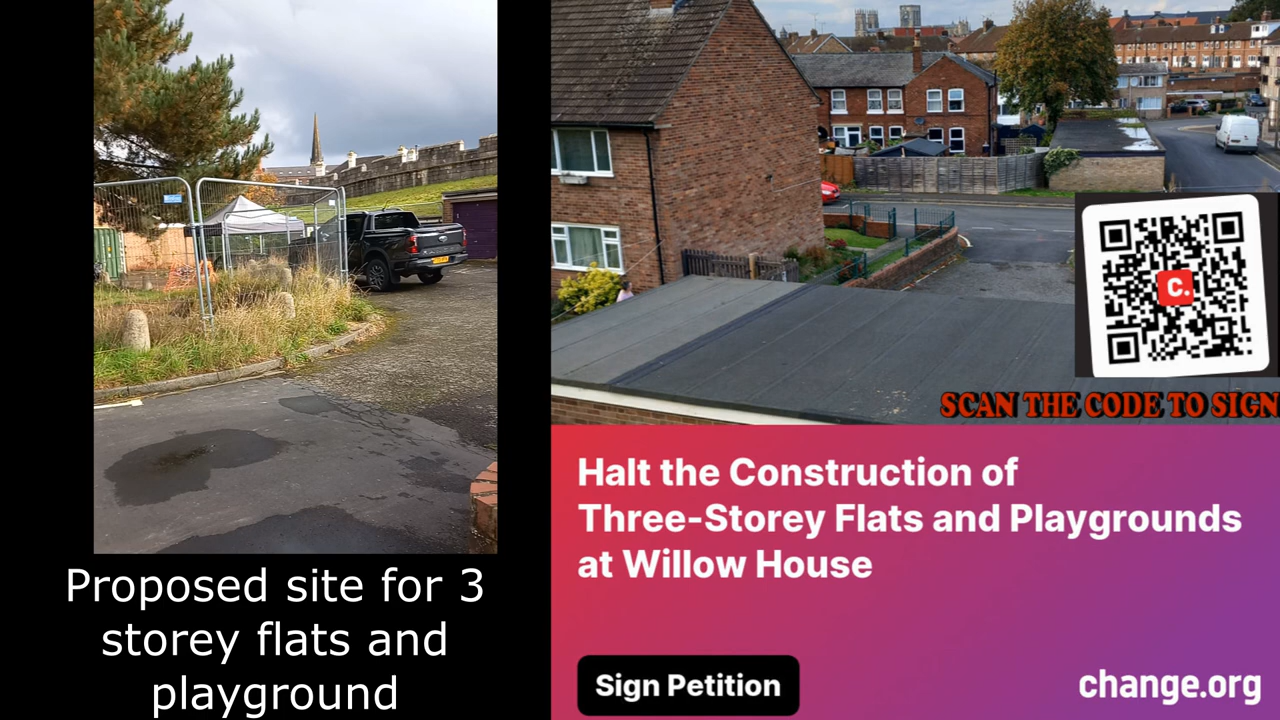 Proposed site for 3
storey flats and
playground
c.
SCAN THE CODE TO SIGN
Halt the Construction of
Three-Storey Flats and Playgrounds
at Willow House
Sign Petition
change.org